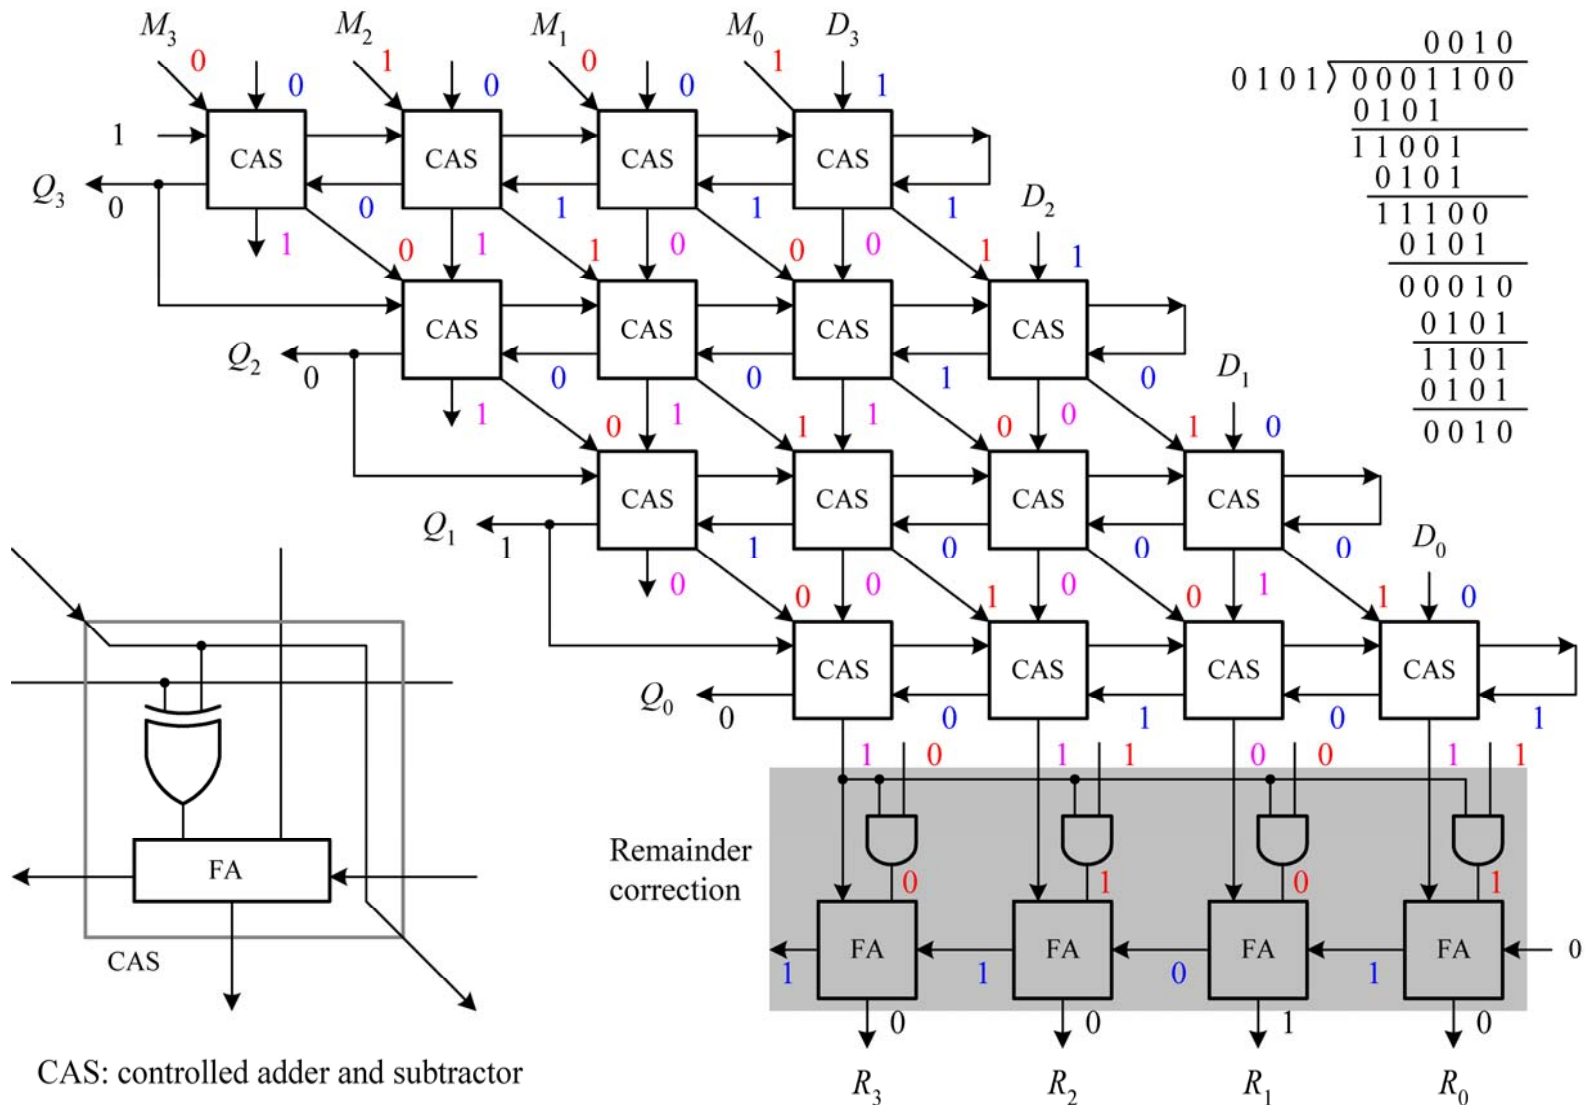 M3 M2 M1 M0 D3
0 1 0 1
0 0 0 1
0 0 1 0
0 1 0 1 0 0 0 1 1 0 0
0 1 0 1
1 1 0 0 1
0 1 0 1
1 1 1 0 0
0 1 0 1
0 0 0 1 0
0 1 0 1
1 1 0 1
0 1 0 1
0 0 1 0
1 CAS CAS CAS CAS
Q3 0 0 1 1 1 D2
1 0 1 1 0 0 0 1 1
CAS CAS CAS CAS
Q2 0 0 0 1 0 D1
1 0 1 1 1 0 0 1 0
CAS CAS CAS CAS
Q1 1 1 0 0 0 D0
0 0 0 1 0 0 1 1 0
CAS CAS CAS CAS
Q0 0 0 1 0 1
1 0 1 1 0 0 1 1
Remainder
correction
0 1 0 1
FA FA FA FA 0
1 1 0 1
0 0 1 0
R3 R2 R1 R0
FA
CAS
CAS: controlled adder and subtractor